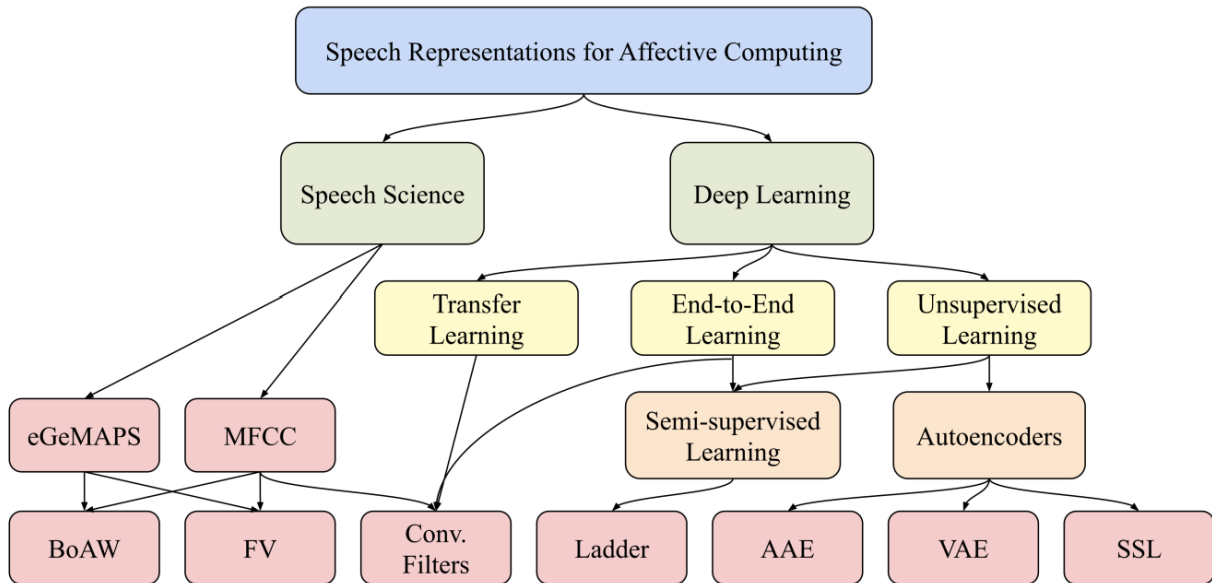 Speech Representations for Affective Computing
Speech Science
Deep Learning
Transfer
Learning
End-to-End
Learning
Unsupervised
Learning
eGeMAPS
MFCC
Semi-supervised
Learning
Autoencoders
BoAW
FV
Conv.
Filters
Ladder
AAE
VAE
SSL